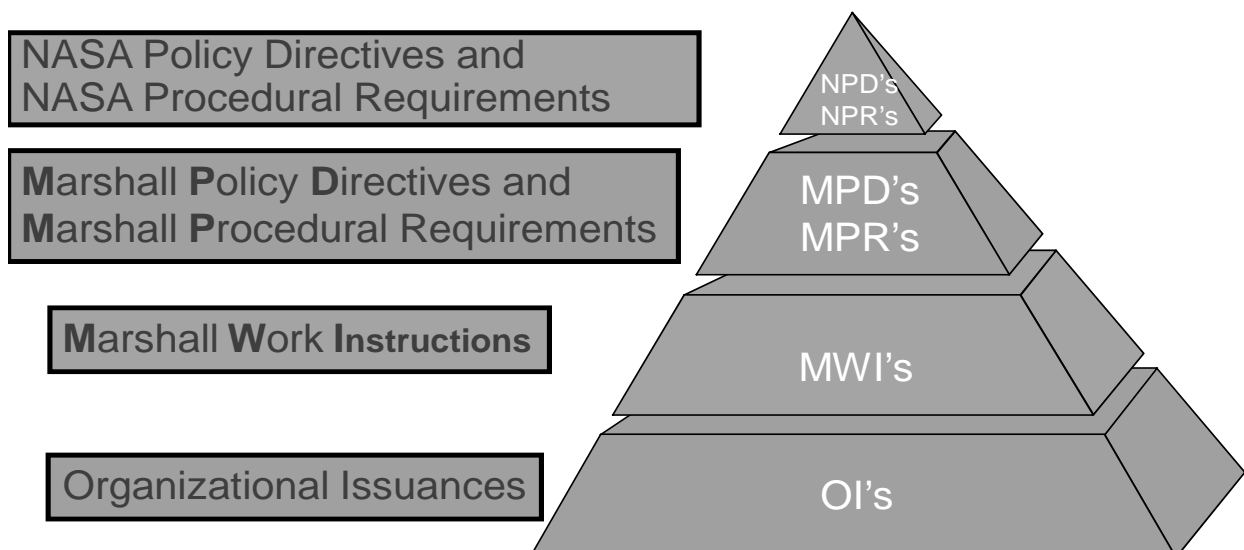 NASA Policy Directives and
NASA Procedural Requirements
NPD's
NPR's
Marshall Policy Directives and
Marshall Procedural Requirements
MPD’s
MPR’s
Marshall Work Instructions
MWI’s
Organizational Issuances
OI’s